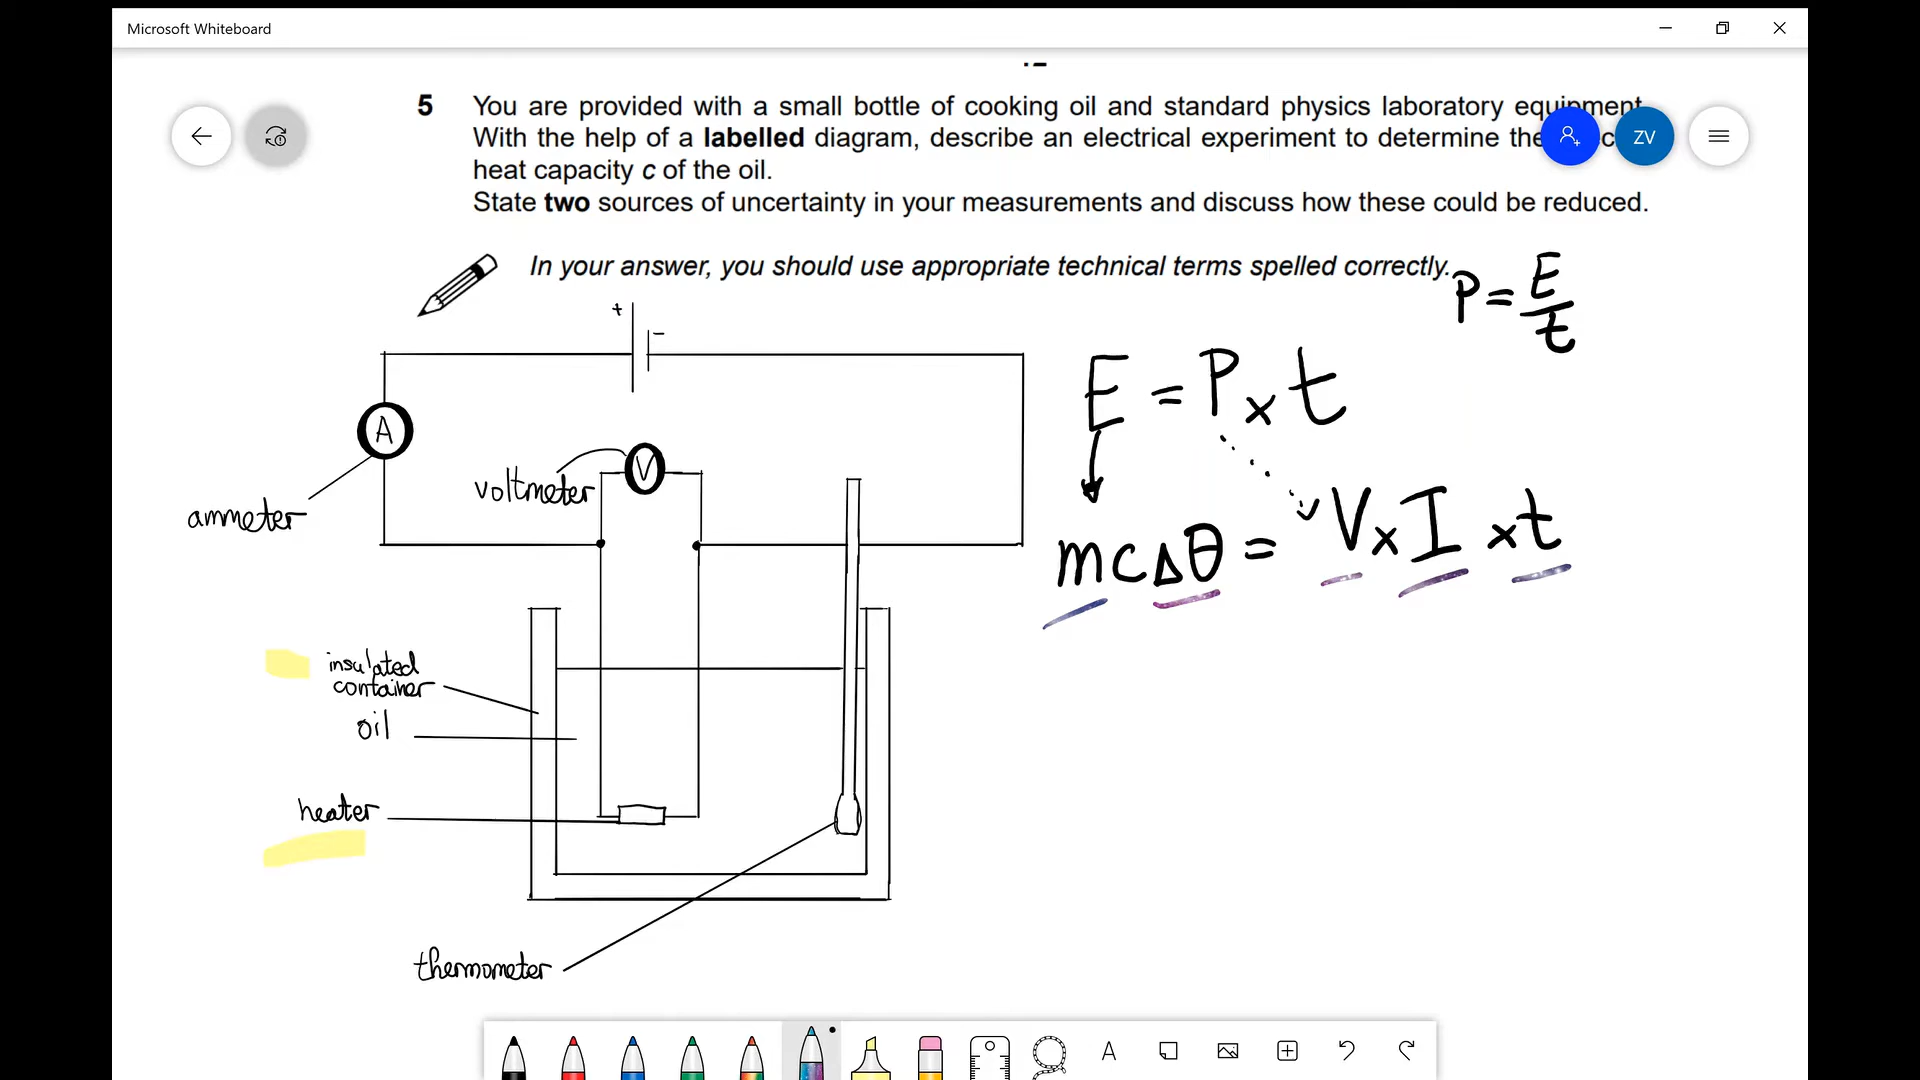 Microsoft Whiteboard
5 You are provided with a small bottle of cooking oil and standard physics laboratory equipment.
With the help of a labelled diagram, describe an electrical experiment to determine the
heat capacity c of the oil.
State two sources of uncertainty in your measurements and discuss how these could be reduced.
In your answer, you should use appropriate technical terms spelled correctly.
ZV
P = E/t
+ -
E = P x t
A
V
voltmeter
ammeter
mcΔθ = V x I x t
insulated
container
oil
heater
thermometer
A